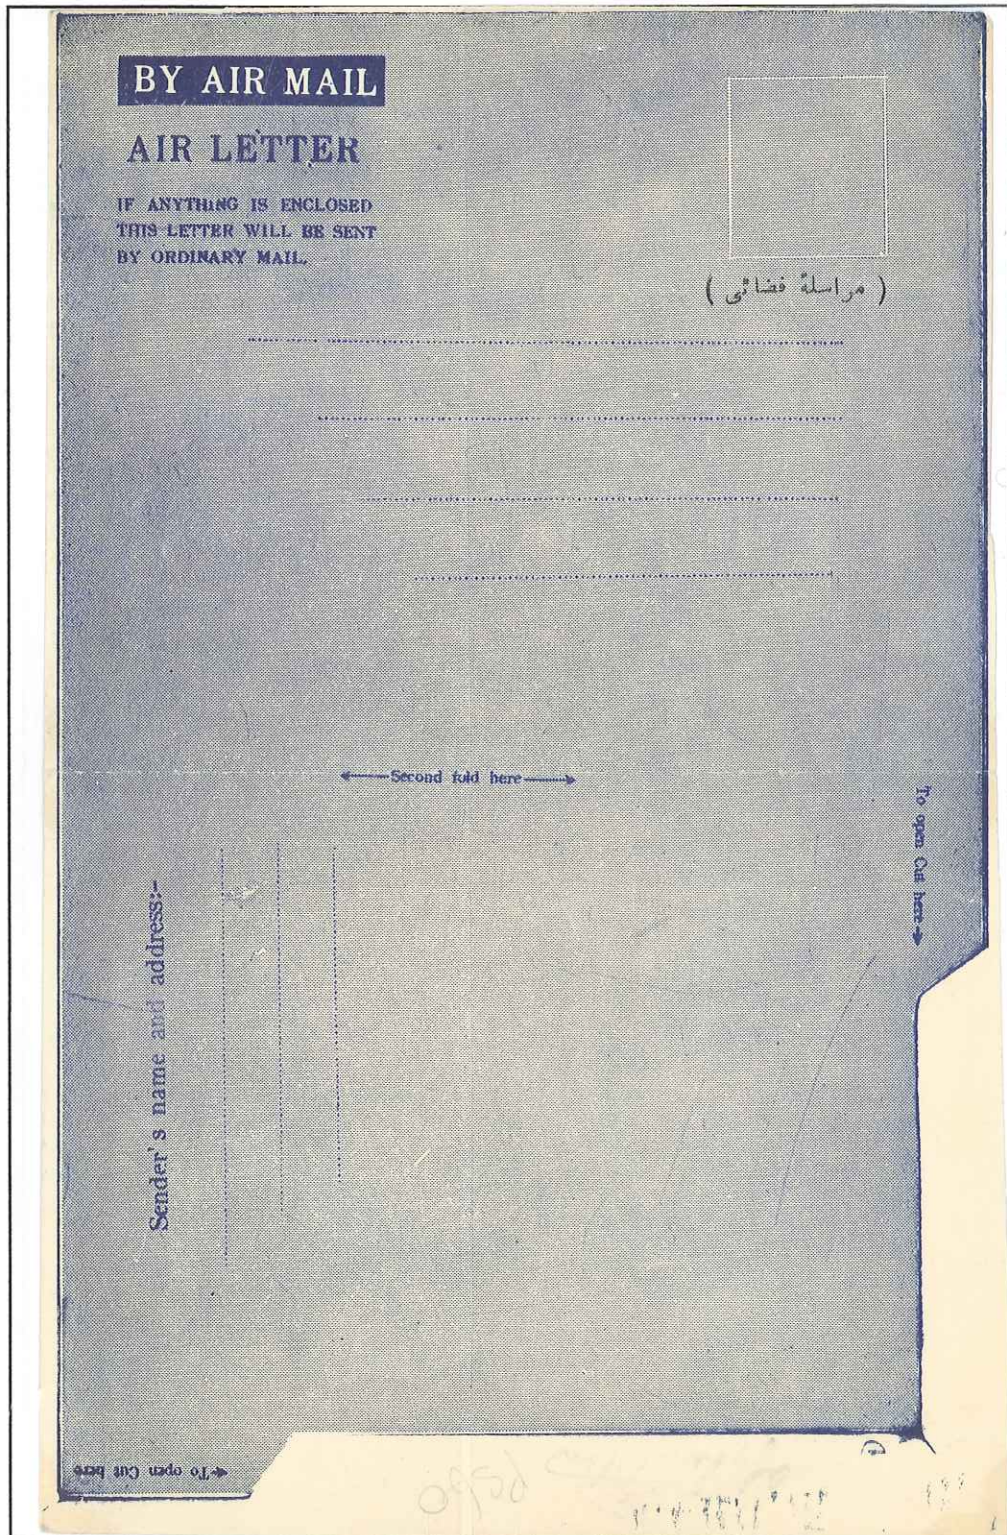 BY AIR MAIL
AIR LETTER
IF ANYTHING IS ENCLOSED
THIS LETTER WILL BE SENT
BY ORDINARY MAIL.
( مراسلة فضائى )
←Second fold here→
To open Cut here→
Sender's name and address:-
←To open Cut here